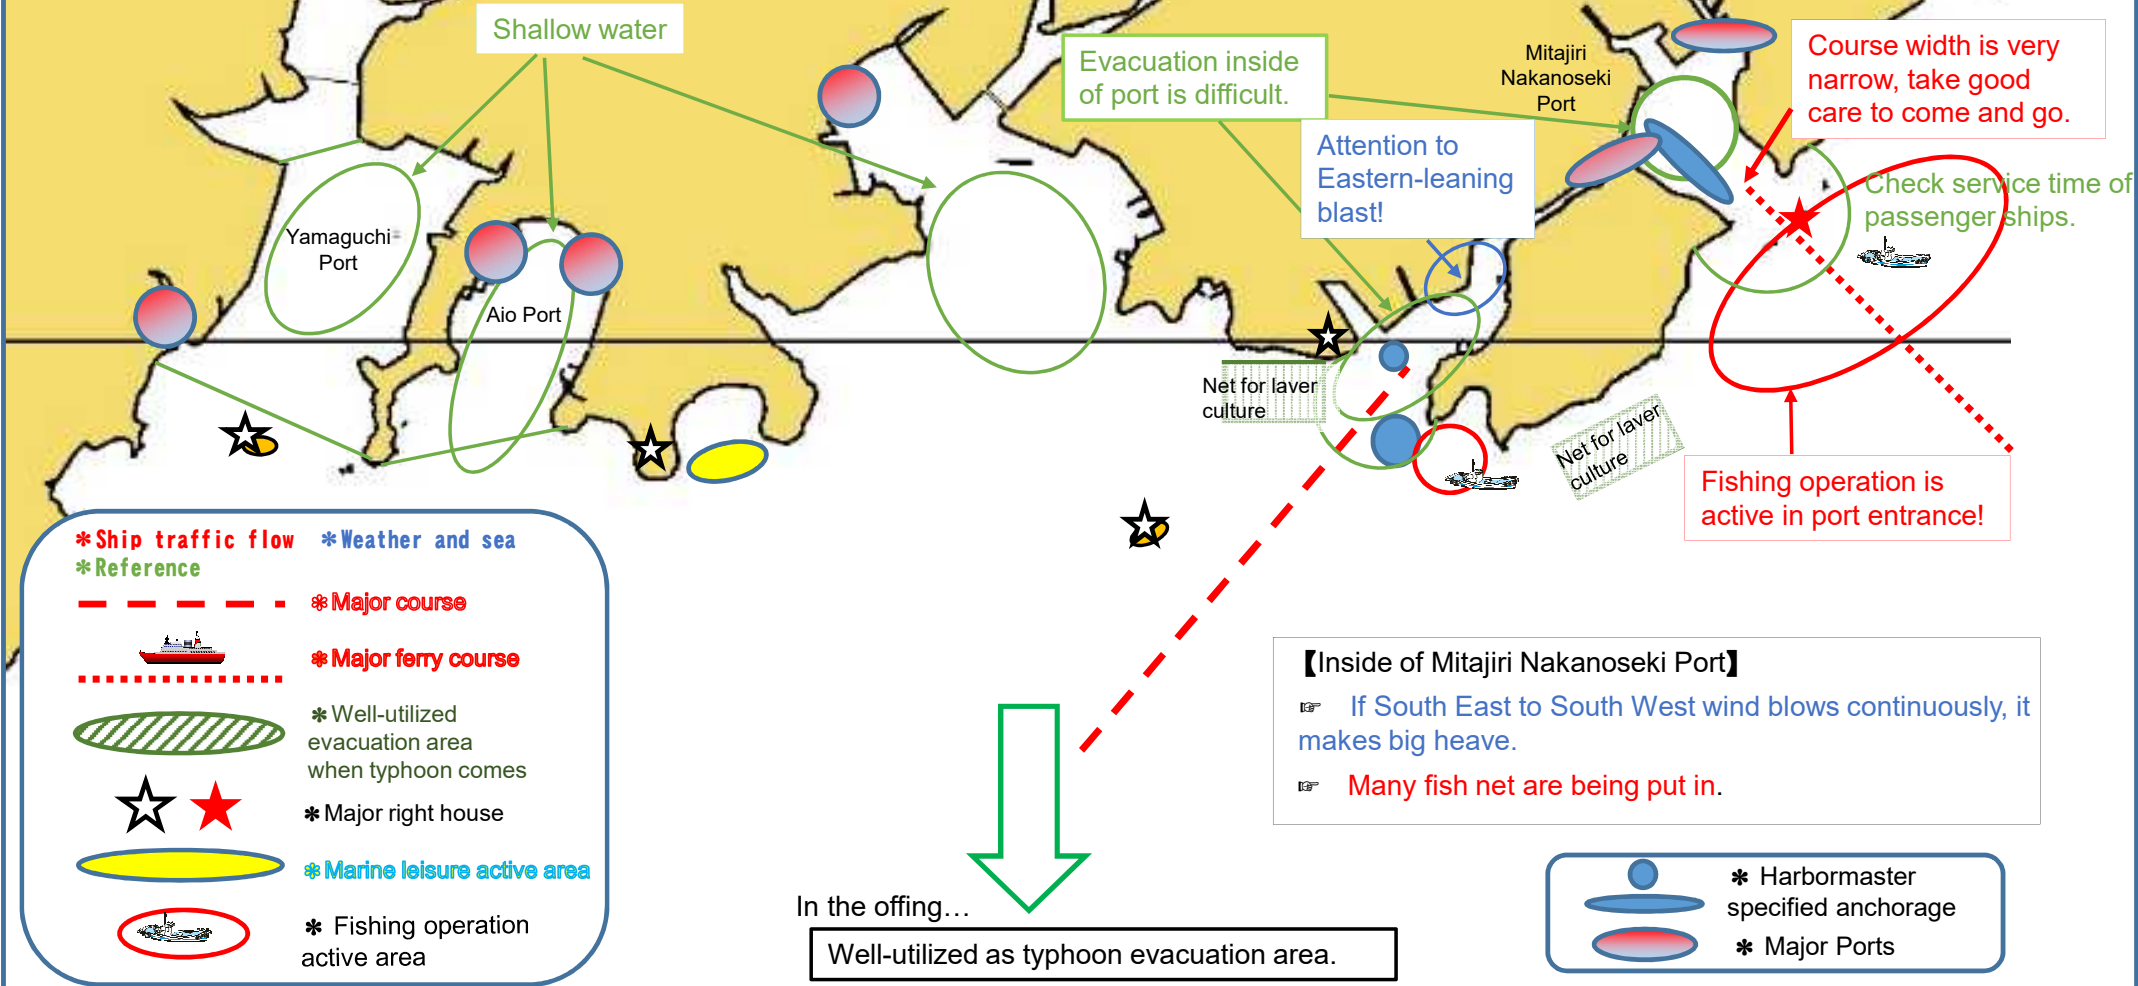 Shallow water
Evacuation inside
of port is difficult.
Mitajiri
Nakanoseki
Port
Course width is very
narrow, take good
care to come and go.
Attention to
Eastern-leaning
blast!
Check service time of
passenger ships.
Yamaguchi
Port
Aio Port
Net for laver
culture
Net for laver
culture
Fishing operation is
active in port entrance!
*Ship traffic flow *Weather and sea
*Reference
*Major course
*Major ferry course
*Well-utilized
evacuation area
when typhoon comes
*Major right house
*Marine leisure active area
* Fishing operation
active area
【Inside of Mitajiri Nakanoseki Port】
☞ If South East to South West wind blows continuously, it
makes big heave.
☞ Many fish net are being put in.
In the offing…
Well-utilized as typhoon evacuation area.
* Harbormaster
specified anchorage
* Major Ports